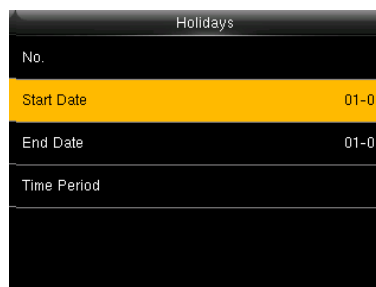 Holidays
No.
Start Date 01-0
End Date 01-0
Time Period